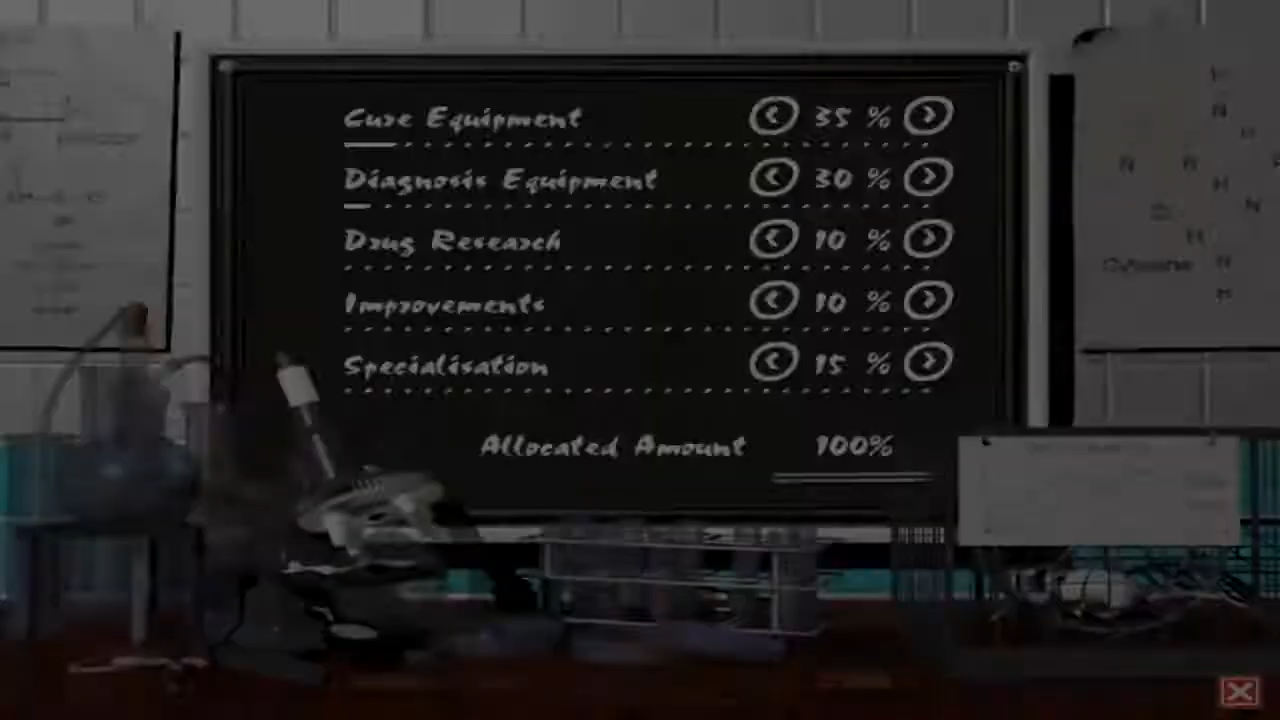 Cure Equipment 35 %
Diagnosis Equipment 30 %
Drug Research 10 %
Improvements 10 %
Specialisation 15 %
Allocated Amount 100%